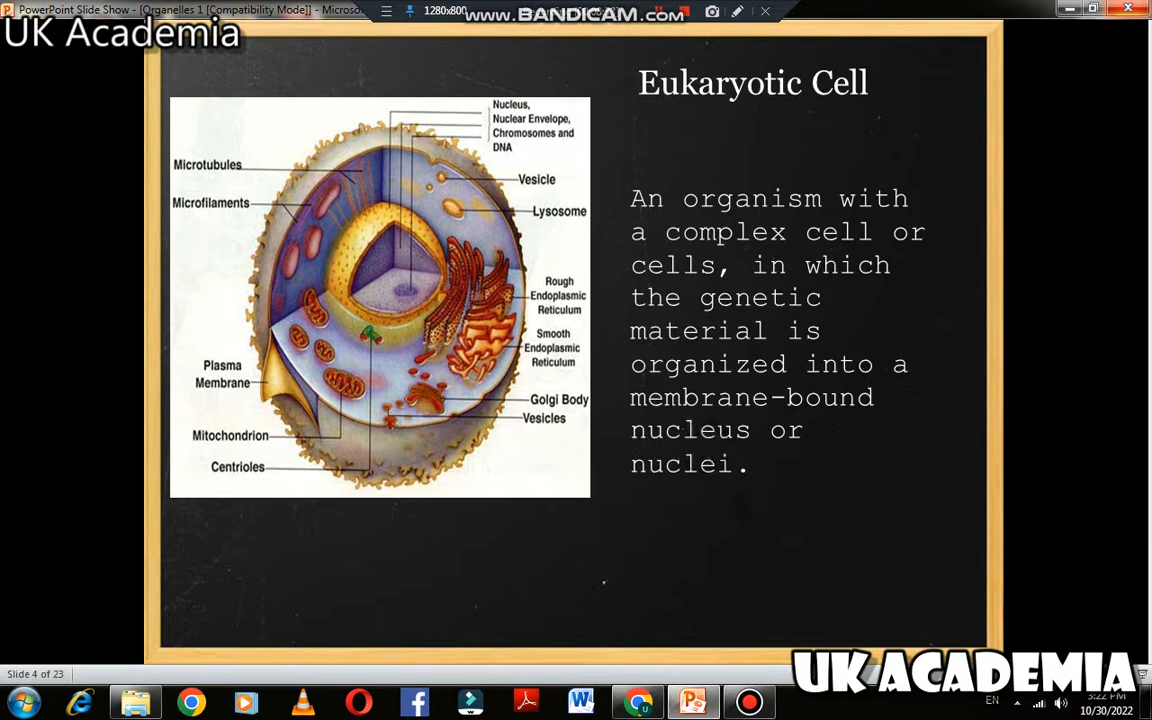 PowerPoint Slide Show - [Organelles 1 [Compatibility Mode]] - Micros
1280x800
www.BANDICAM.com
UK Academia
Eukaryotic Cell
Nucleus,
Nuclear Envelope,
Chromosomes and
DNA
Microtubules
Vesicle
Microfilaments
Lysosome
Rough
Endoplasmic
Reticulum
Smooth
Endoplasmic
Reticulum
Plasma
Membrane
Golgi Body
Vesicles
Mitochondrion
Centrioles
An organism with
a complex cell or
cells, in which
the genetic
material is
organized into a
membrane-bound
nucleus or
nuclei.
Slide 4 of 23
UK ACADEMIA
EN
10/30/2022